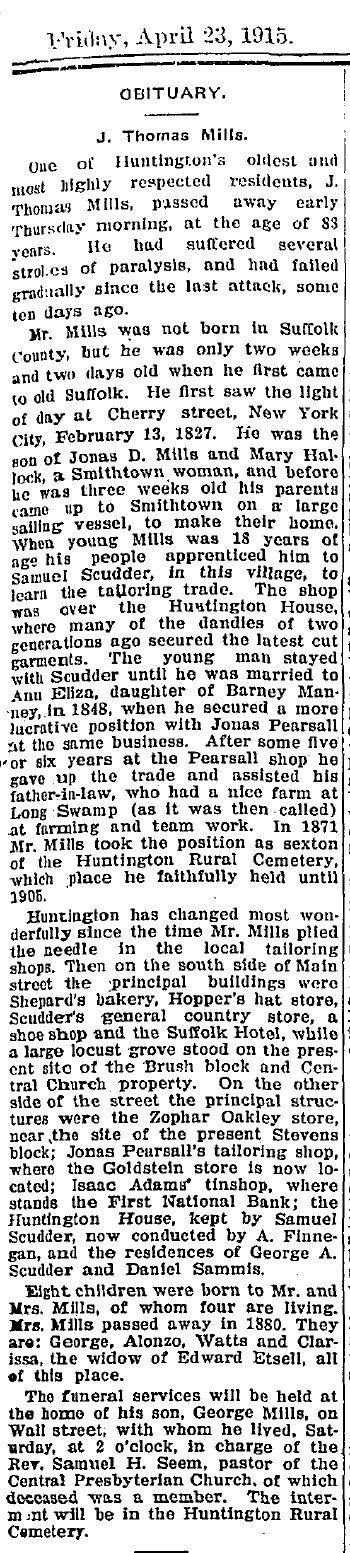 Friday, April 23, 1915.
OBITUARY.
J. Thomas Mills.
One of Huntington's oldest and
most highly respected residents, J.
Thomas Mills, passed away early
Thursday morning, at the age of 83
years. He had suffered several
strokes of paralysis, and had failed
gradually since the last attack, some
ten days ago.
Mr. Mills was not born in Suffolk
County, but he was only two weeks
and two days old when he first came
to old Suffolk. He first saw the light
of day at Cherry street, New York
City, February 13, 1827. He was the
son of Jonas D. Mills and Mary Hal-
lock, a Smithtown woman, and before
he was three weeks old his parents
came up to Smithtown on a large
sailing vessel, to make their home.
When young Mills was 18 years of
age his people apprenticed him to
Samuel Scudder, in this village, to
learn the tailoring trade. The shop
was over the Huntington House,
where many of the dandies of two
generations ago secured the latest cut
garments. The young man stayed
with Scudder until he was married to
Ann Eliza, daughter of Barney Man-
ney, in 1848, when he secured a more
lucrative position with Jonas Pearsall
at the same business. After some five
or six years at the Pearsall shop he
gave up the trade and assisted his
father-in-law, who had a nice farm at
Long Swamp (as it was then called)
at farming and team work. In 1871
Mr. Mills took the position as sexton
of the Huntington Rural Cemetery,
which place he faithfully held until
1905.
Huntington has changed most won-
derfully since the time Mr. Mills plied
the needle in the local tailoring
shops. Then on the south side of Main
street the principal buildings were
Shepard's bakery, Hopper's hat store,
Scudder's general country store, a
shoe shop and the Suffolk Hotel, while
a large locust grove stood on the pres-
ent site of the Brush block and Cen-
tral Church property. On the other
side of the street the principal struc-
tures were the Zophar Oakley store,
near the site of the present Stevens
block; Jonas Pearsall's tailoring shop,
where the Goldstein store is now lo-
cated; Isaac Adams' tinshop, where
stands the First National Bank; the
Huntington House, kept by Samuel
Scudder, now conducted by A. Finne-
gan, and the residences of George A.
Scudder and Daniel Sammis.
Eight children were born to Mr. and
Mrs. Mills, of whom four are living.
Mrs. Mills passed away in 1880. They
are: George, Alonzo, Watts and Clar-
issa, the widow of Edward Etsell, all
of this place.
The funeral services will be held at
the home of his son, George Mills, on
Wall street, with whom he lived, Sat-
urday, at 2 o'clock, in charge of the
Rev. Samuel H. Seem, pastor of the
Central Presbyterian Church, of which
deceased was a member. The inter-
ment will be in the Huntington Rural
Cemetery.